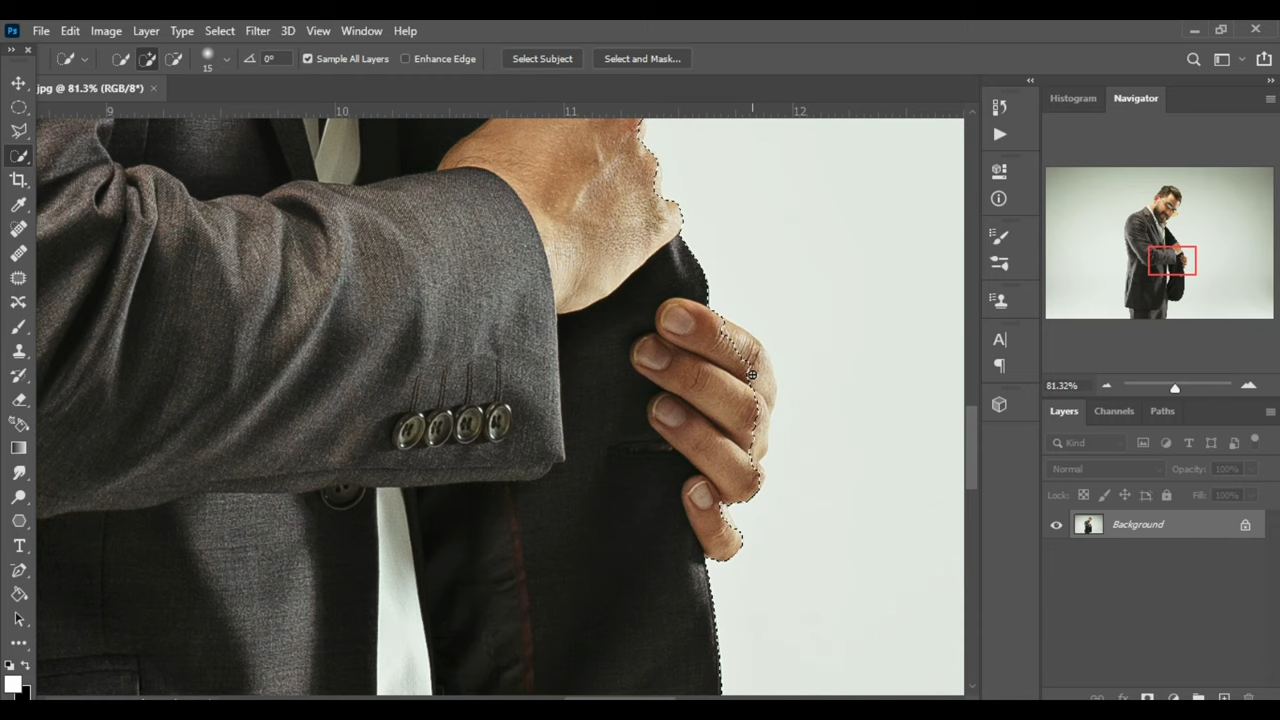 Ps File Edit Image Layer Type Select Filter 3D View Window Help
15 0° Sample All Layers Enhance Edge Select Subject Select and Mask...
jpg @ 81.3% (RGB/8*)
Histogram Navigator
9 10 11 12
81.32%
Layers Channels Paths
Kind
Normal Opacity: 100%
Lock: Fill: 100%
Background